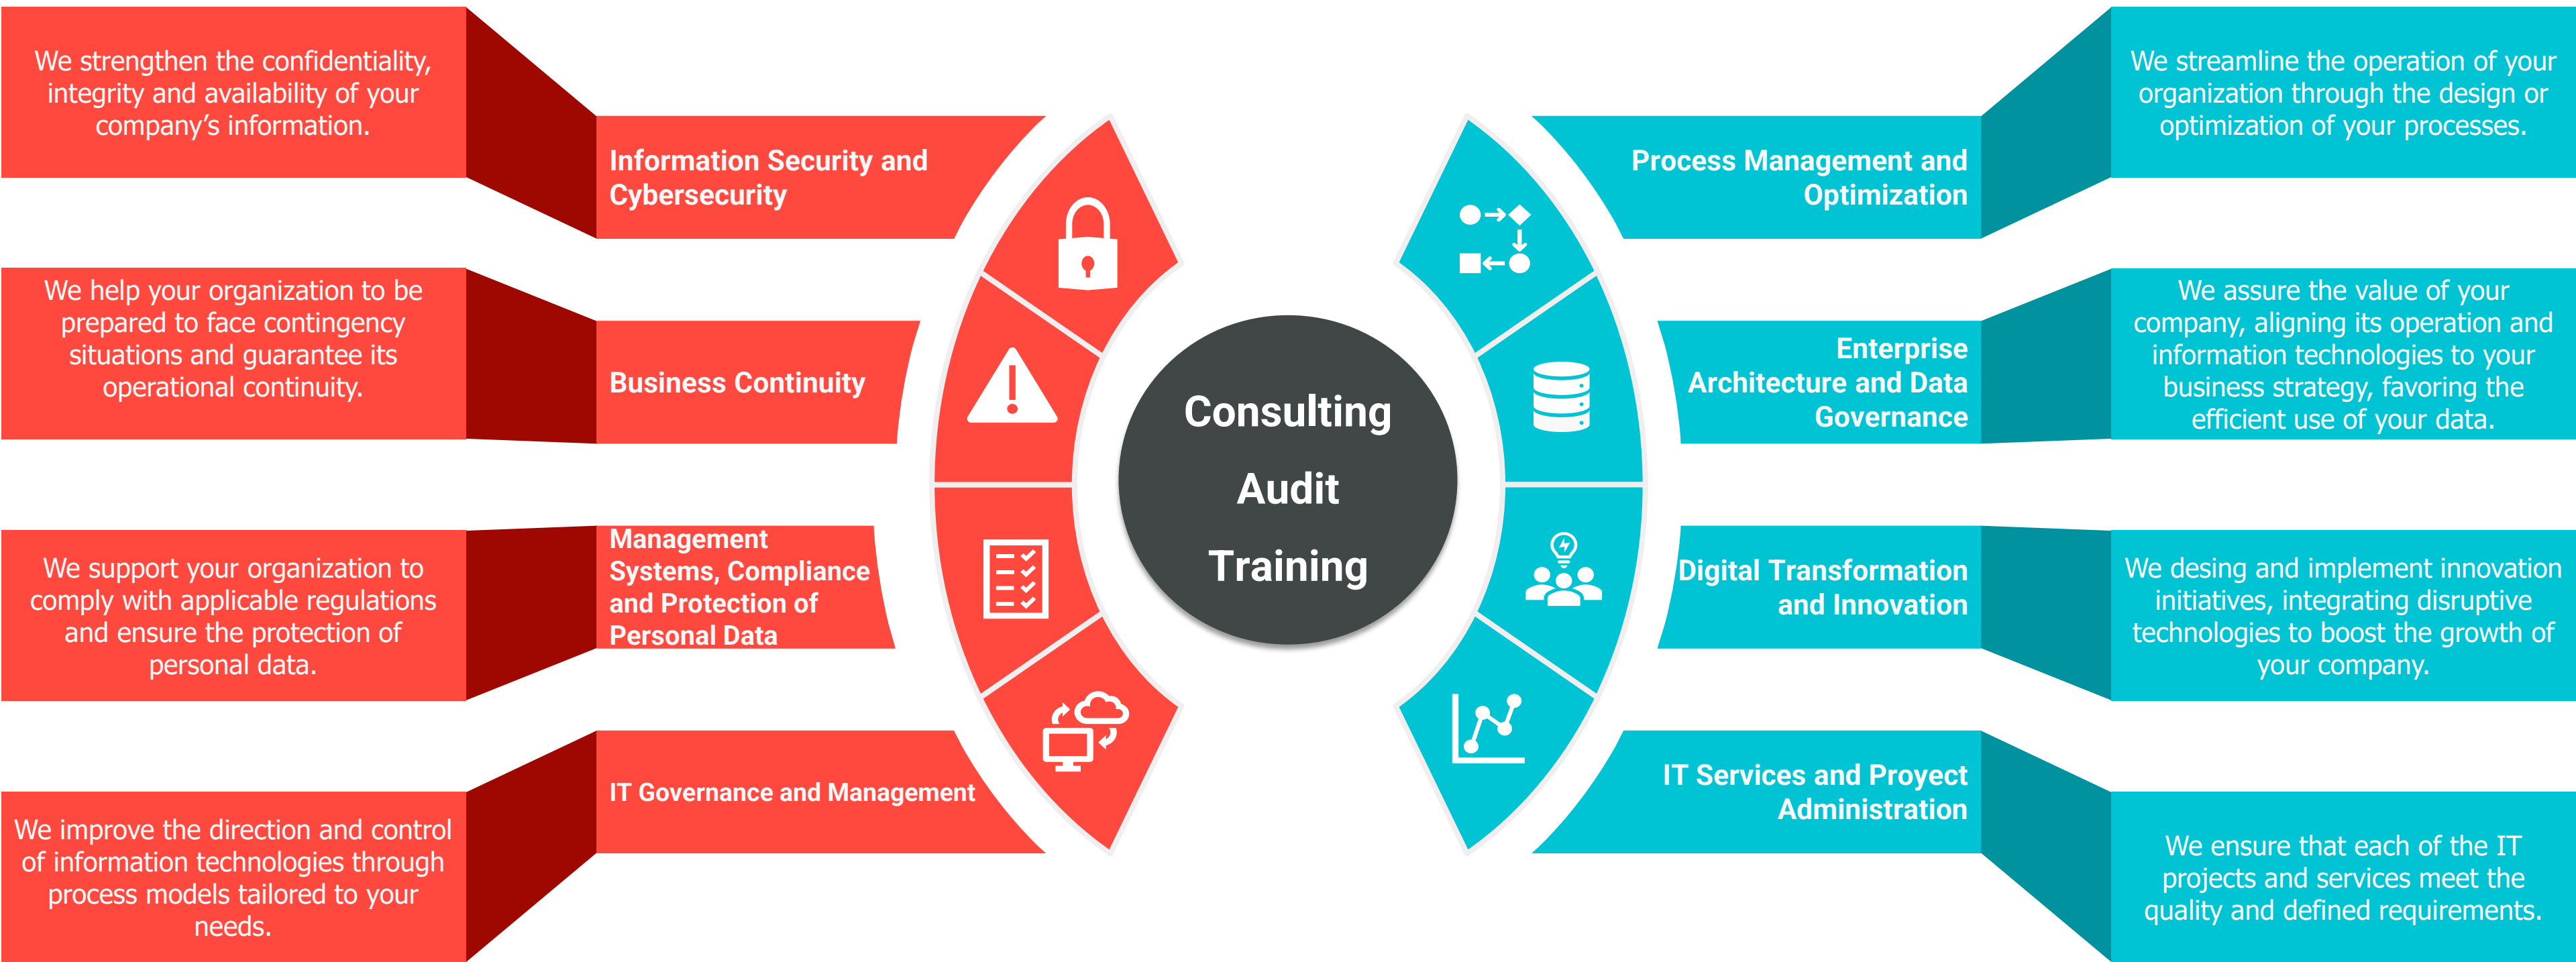 We strengthen the confidentiality,
integrity and availability of your
company’s information.
Information Security and
Cybersecurity
We help your organization to be
prepared to face contingency
situations and guarantee its
operational continuity.
Business Continuity
We support your organization to
comply with applicable regulations
and ensure the protection of
personal data.
Management
Systems, Compliance
and Protection of
Personal Data
We improve the direction and control
of information technologies through
process models tailored to your
needs.
IT Governance and Management
Consulting
Audit
Training
Process Management and
Optimization
We streamline the operation of your
organization through the design or
optimization of your processes.
Enterprise
Architecture and Data
Governance
We assure the value of your
company, aligning its operation and
information technologies to your
business strategy, favoring the
efficient use of your data.
Digital Transformation
and Innovation
We desing and implement innovation
initiatives, integrating disruptive
technologies to boost the growth of
your company.
IT Services and Proyect
Administration
We ensure that each of the IT
projects and services meet the
quality and defined requirements.